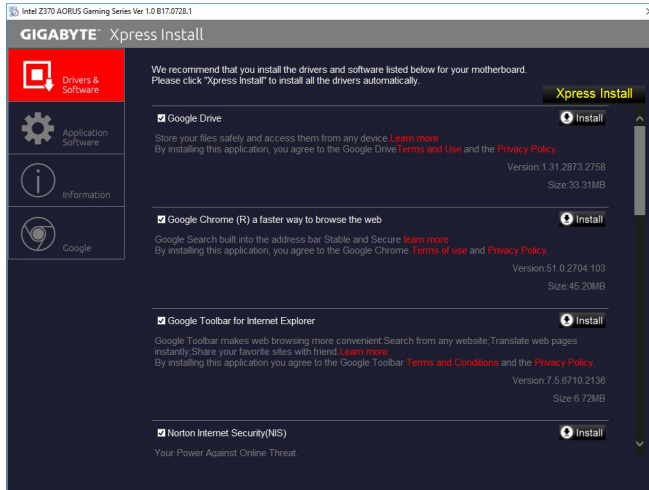 Intel Z370 AORUS Gaming Series Ver 1.0 B17.0728.1
GIGABYTE™ Xpress Install
Drivers &
Software
Application
Software
Information
Google
We recommend that you install the drivers and software listed below for your motherboard.
Please click "Xpress Install" to install all the drivers automatically.
Xpress Install
Google Drive
Install
Store your files safely and access them from any device.Learn more
By installing this application, you agree to the Google DriveTerms and Use and the Privacy Policy.
Version:1.31.2873.2758
Size:33.31MB
Google Chrome (R) a faster way to browse the web
Install
Google Search built into the address bar Stable and Secure learn more
By installing this application, you agree to the Google Chrome Terms of use and Privacy Policy.
Version:51.0.2704.103
Size:45.20MB
Google Toolbar for Internet Explorer
Install
Google Toolbar makes web browsing more convenient.Search from any website;Translate web pages
instantly;Share your favorite sites with friend.Learn more
By installing this application you agree to the Google Toolbar Terms and Conditions and the Privacy Policy.
Version:7.5.6710.2136
Size:6.72MB
Norton Internet Security(NIS)
Install
Your Power Against Online Threat.